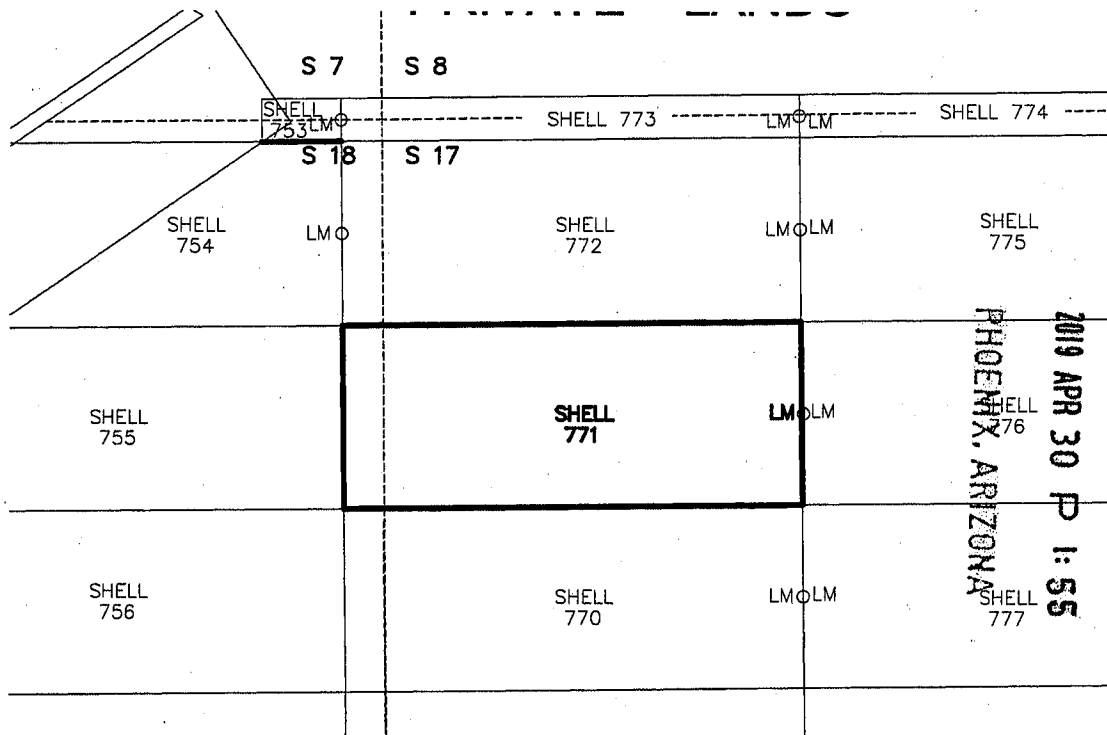 PRIVATE LANDS
S 7 S 8
SHELL
753
LM
SHELL 773
LM LM
SHELL 774
S 18 S 17
SHELL
754
LM
SHELL
772
LM LM
SHELL
775
SHELL
755
SHELL
771
LM LM
SHELL
776
SHELL
756
SHELL
770
LM LM
SHELL
777
2019 APR 30 P 1:55
PHOENIX, ARIZONA